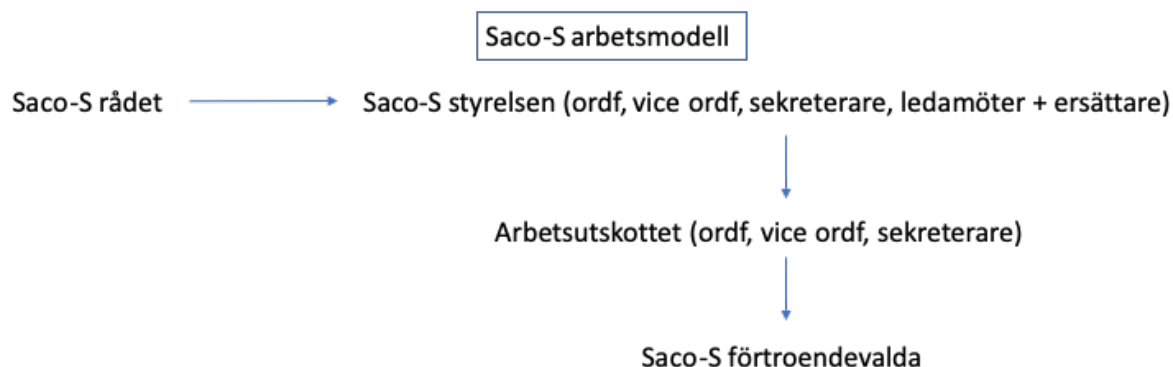 Saco-S arbetsmodell
Saco-S rådet
Saco-S styrelsen (ordf, vice ordf, sekreterare, ledamöter + ersättare)
Arbetsutskottet (ordf, vice ordf, sekreterare)
Saco-S förtroendevalda